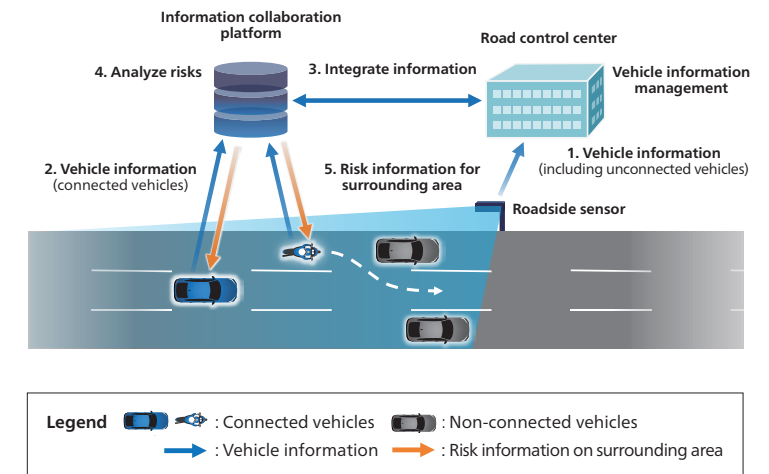 Information collaboration
platform
Road control center
4. Analyze risks
3. Integrate information
Vehicle information
management
2. Vehicle information
(connected vehicles)
5. Risk information for
surrounding area
1. Vehicle information
(including unconnected vehicles)
Roadside sensor
Legend : Connected vehicles : Non-connected vehicles
: Vehicle information : Risk information on surrounding area